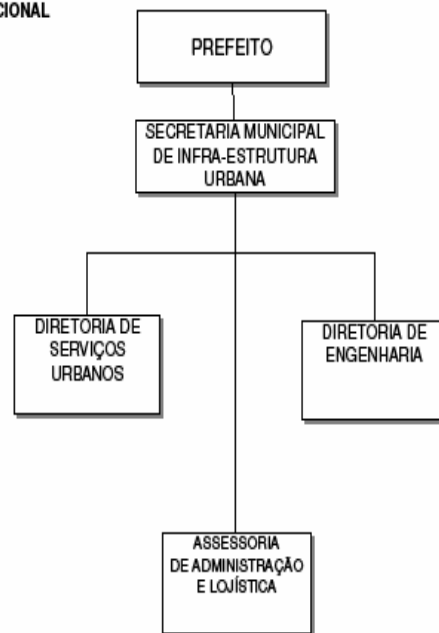 CIONAL
PREFEITO
SECRETARIA MUNICIPAL
DE INFRA-ESTRUTURA
URBANA
DIRETORIA DE
SERVIÇOS
URBANOS
DIRETORIA DE
ENGENHARIA
ASSESSORIA
DE ADMINISTRAÇÃO
E LOJÍSTICA